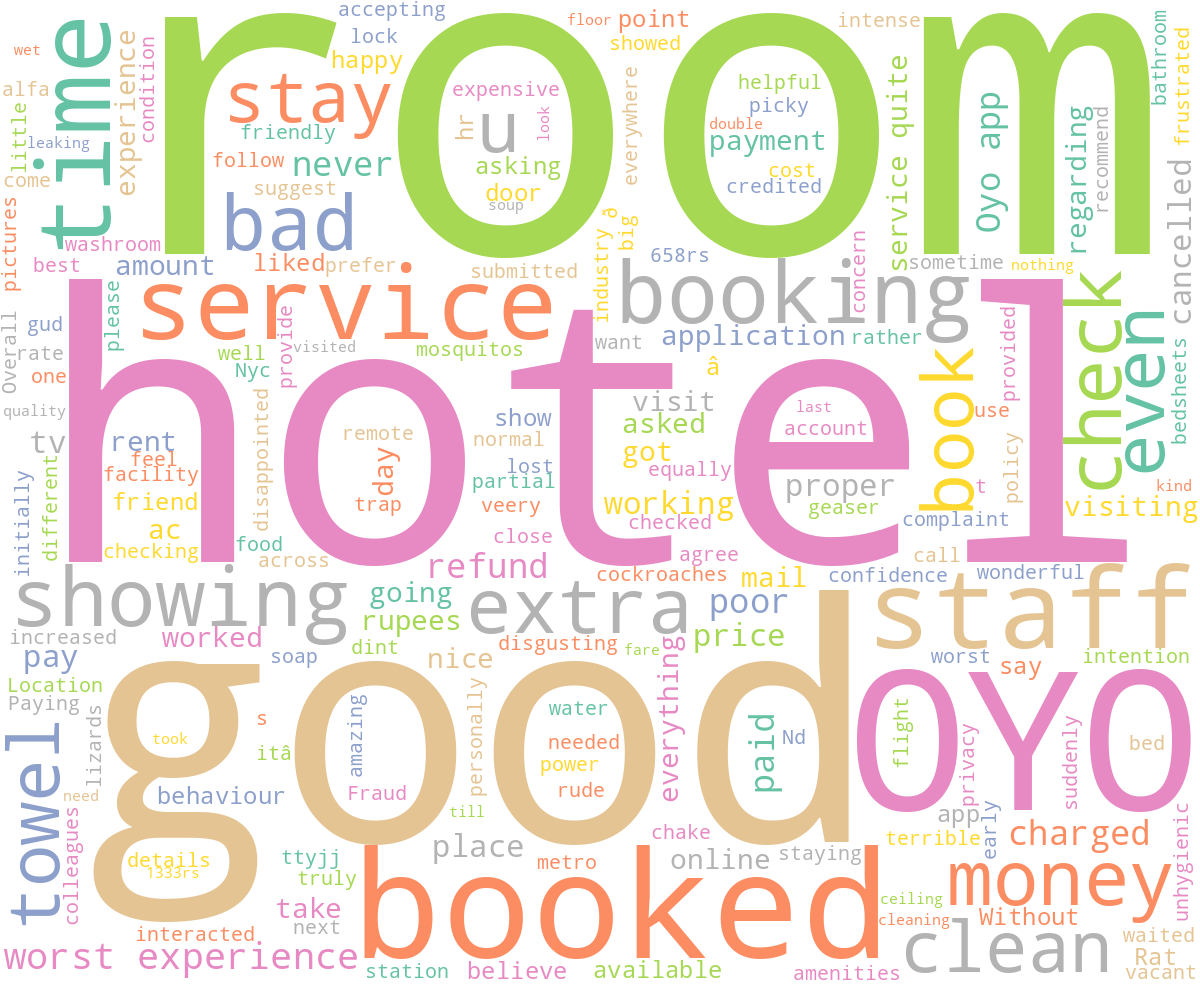 room
hotel
good
OYO
booked
service
staff
showing
booking
extra
time
stay
bad
u
check
even
book
towel
money
clean
worst experience
accepting
lock
happy
floor
point
showed
intense
wet
alfa
experience
condition
little
leaking
come
friendly
follow
never
suggest
expensive
hr
look
asking
door
soup
everywhere
helpful
picky
double
payment
cost
credited
service quite
Oyo app
regarding
recommend
bathroom
frustrated
pictures
washroom
best
amount
liked
prefer
submitted
industry ð
big
658rs
concern
sometime
nothing
cancelled
Overall
gud
please
rate
one
well
Nyc
provide
visited
mosquitos
want
application
rather
â
provided
bedsheets
quality
tv
rent
feel
facility
friend
ac
checking
different
initially
disappointed
food
across
remote
day
trap
show
normal
lost
partial
veery
close
visit
asked
got
equally
working
checked
agree
last
account
proper
geaser
use
t
policy
complaint
call
kind
visiting
refund
going
rupees
cockroaches
mail
poor
price
confidence
wonderful
increased
worked
pay
soap
dint
nice
disgusting
fare
everything
worst
say
intention
Location
Paying
lizards
s
itâ
took
need
amazing
Fraud
personally
water
needed
power
rude
paid
Nd
flight
privacy
suddenly
bed
behaviour
till
colleagues
details
1333rs
ttyjj
truly
place
metro
chake
online
staying
app
terrible
early
charged
unhygienic
take
next
interacted
station
believe
available
amenities
ceiling
cleaning
Without
waited
Rat
vacant